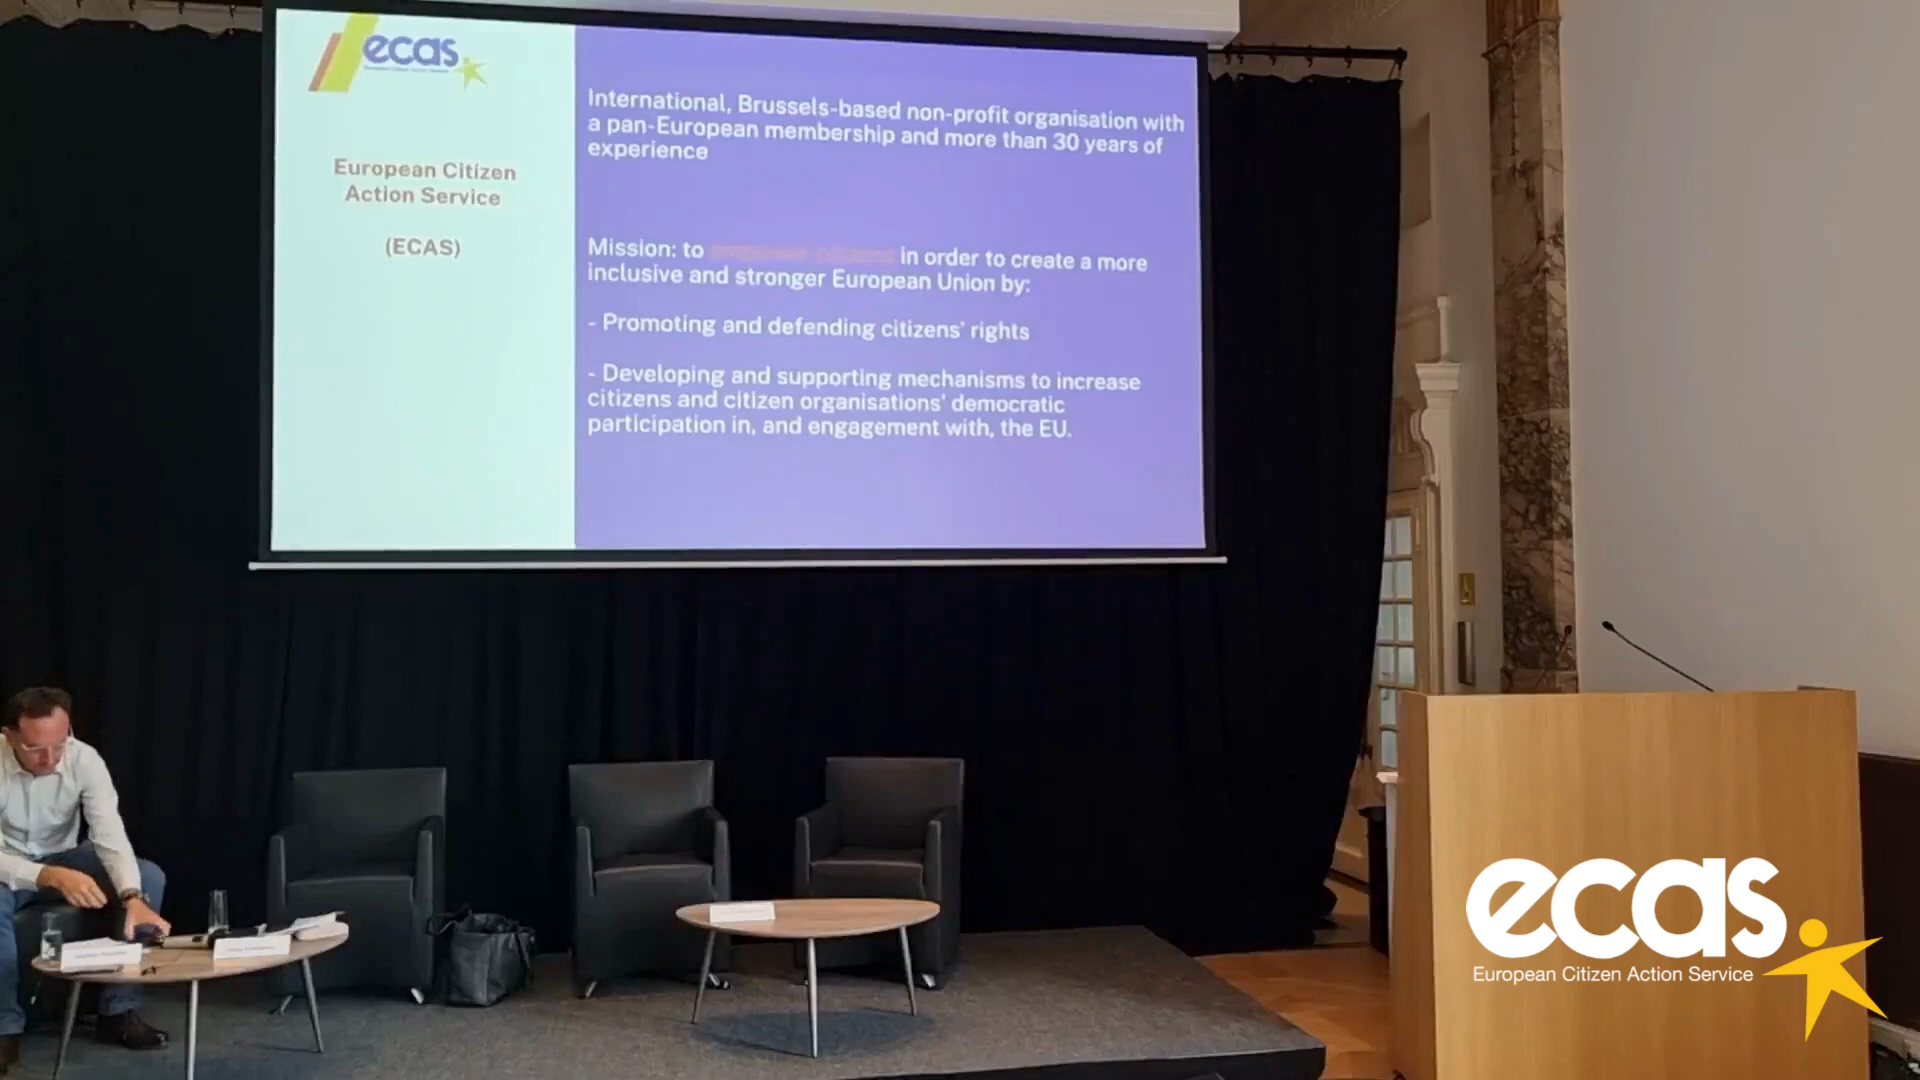 ecas
European Citizen
Action Service
(ECAS)
International, Brussels-based non-profit organisation with
a pan-European membership and more than 30 years of
experience
Mission: to empower citizens in order to create a more
inclusive and stronger European Union by:
- Promoting and defending citizens' rights
- Developing and supporting mechanisms to increase
citizens and citizen organisations' democratic
participation in, and engagement with, the EU.
ecas
European Citizen Action Service